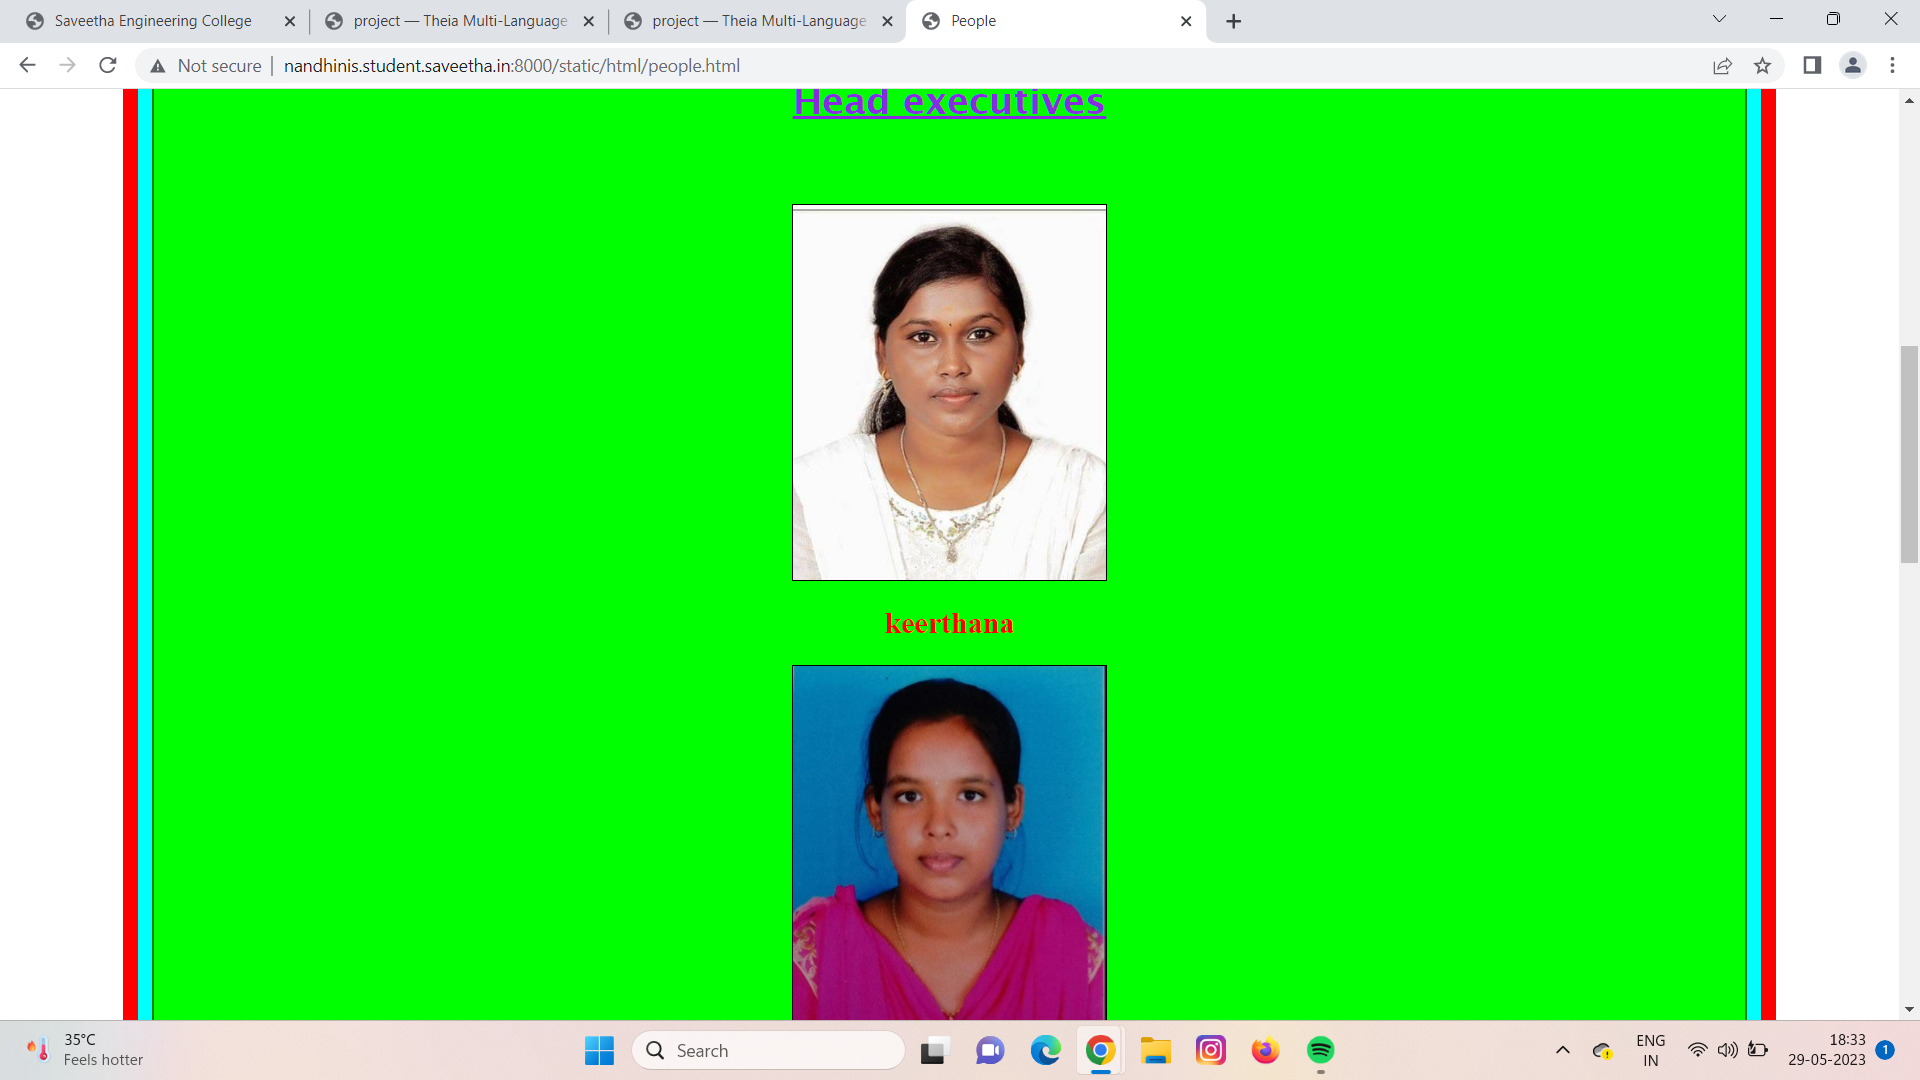 Saveetha Engineering College
project — Theia Multi-Language
project — Theia Multi-Language
People
Not secure
nandhinis.student.saveetha.in:8000/static/html/people.html
Head executives
keerthana
35°C
Feels hotter
Search
ENG
IN
18:33
29-05-2023
1